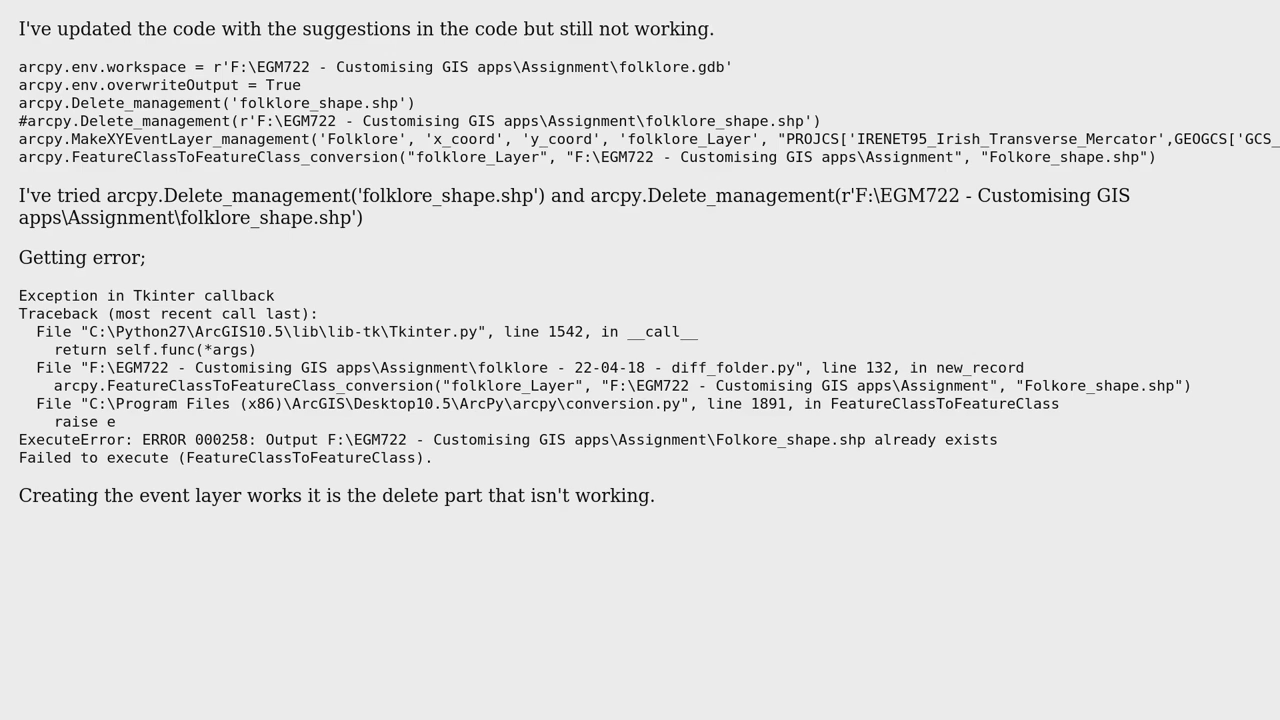 I've updated the code with the suggestions in the code but still not working.
arcpy.env.workspace = r'F:\EGM722 - Customising GIS apps\Assignment\folklore.gdb'
arcpy.env.overwriteOutput = True
arcpy.Delete_management('folklore_shape.shp')
#arcpy.Delete_management(r'F:\EGM722 - Customising GIS apps\Assignment\folklore_shape.shp')
arcpy.MakeXYEventLayer_management('Folklore', 'x_coord', 'y_coord', 'folklore_Layer', "PROJCS['IRENET95_Irish_Transverse_Mercator',GEOGCS['GCS_
arcpy.FeatureClassToFeatureClass_conversion("folklore_Layer", "F:\EGM722 - Customising GIS apps\Assignment", "Folkore_shape.shp")
I've tried arcpy.Delete_management('folklore_shape.shp') and arcpy.Delete_management(r'F:\EGM722 - Customising GIS
apps\Assignment\folklore_shape.shp')
Getting error;
Exception in Tkinter callback
Traceback (most recent call last):
  File "C:\Python27\ArcGIS10.5\lib\lib-tk\Tkinter.py", line 1542, in __call__
    return self.func(*args)
  File "F:\EGM722 - Customising GIS apps\Assignment\folklore - 22-04-18 - diff_folder.py", line 132, in new_record
    arcpy.FeatureClassToFeatureClass_conversion("folklore_Layer", "F:\EGM722 - Customising GIS apps\Assignment", "Folkore_shape.shp")
  File "C:\Program Files (x86)\ArcGIS\Desktop10.5\ArcPy\arcpy\conversion.py", line 1891, in FeatureClassToFeatureClass
    raise e
ExecuteError: ERROR 000258: Output F:\EGM722 - Customising GIS apps\Assignment\Folkore_shape.shp already exists
Failed to execute (FeatureClassToFeatureClass).
Creating the event layer works it is the delete part that isn't working.